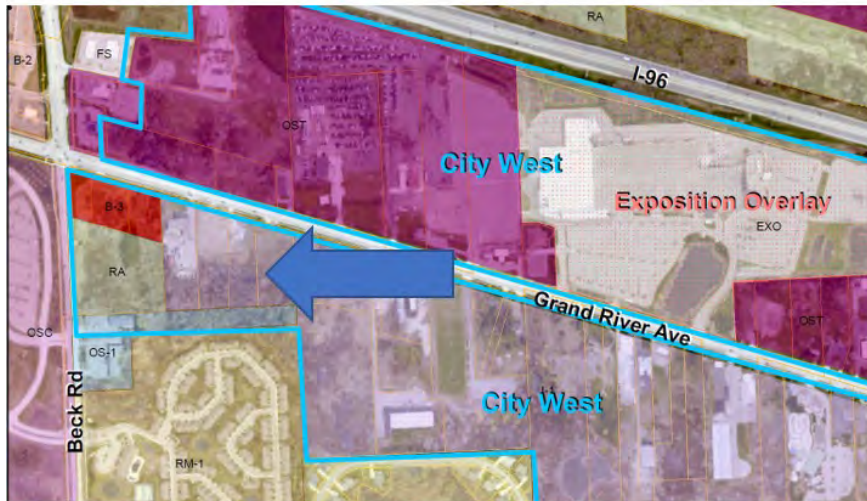 RA
B-2
FS
I-96
OST
City West
Exposition Overlay
B-3
EXO
RA
Grand River Ave
OSC
OST
OS-1
I-1
City West
Beck Rd
RM-1